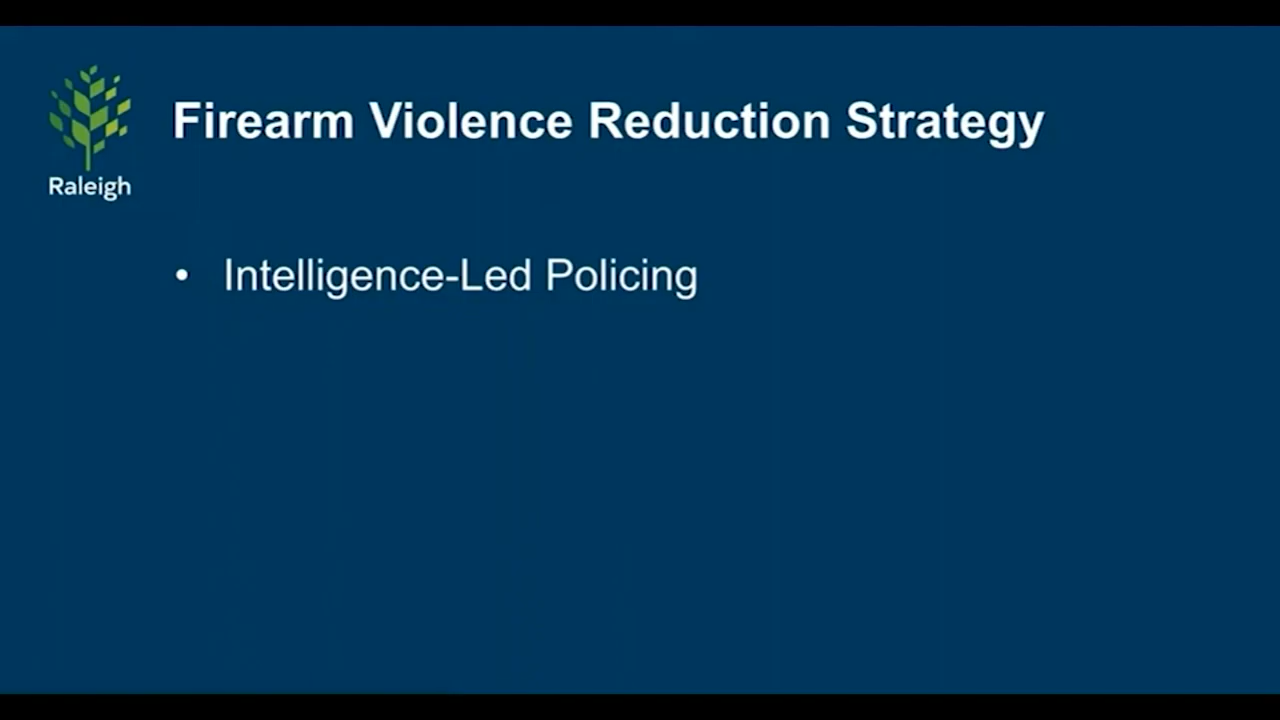 Firearm Violence Reduction Strategy
Raleigh
• Intelligence-Led Policing